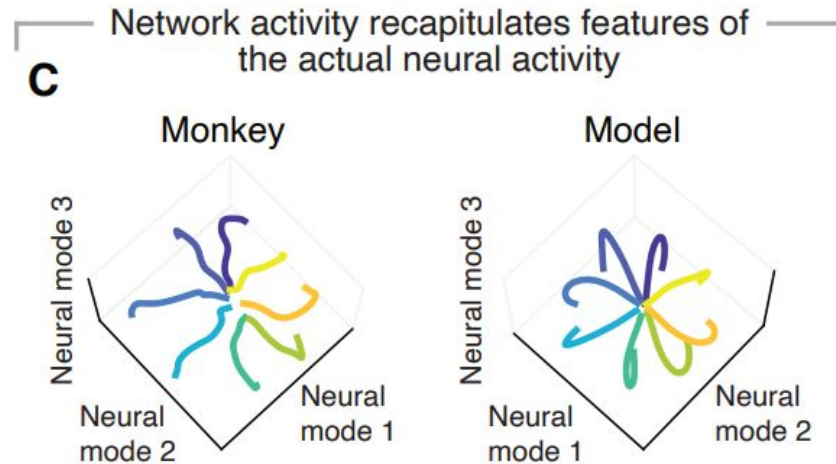 Network activity recapitulates features of
the actual neural activity
C
Monkey
Model
Neural mode 3
Neural
mode 2
Neural
mode 1
Neural mode 3
Neural
mode 1
Neural
mode 2